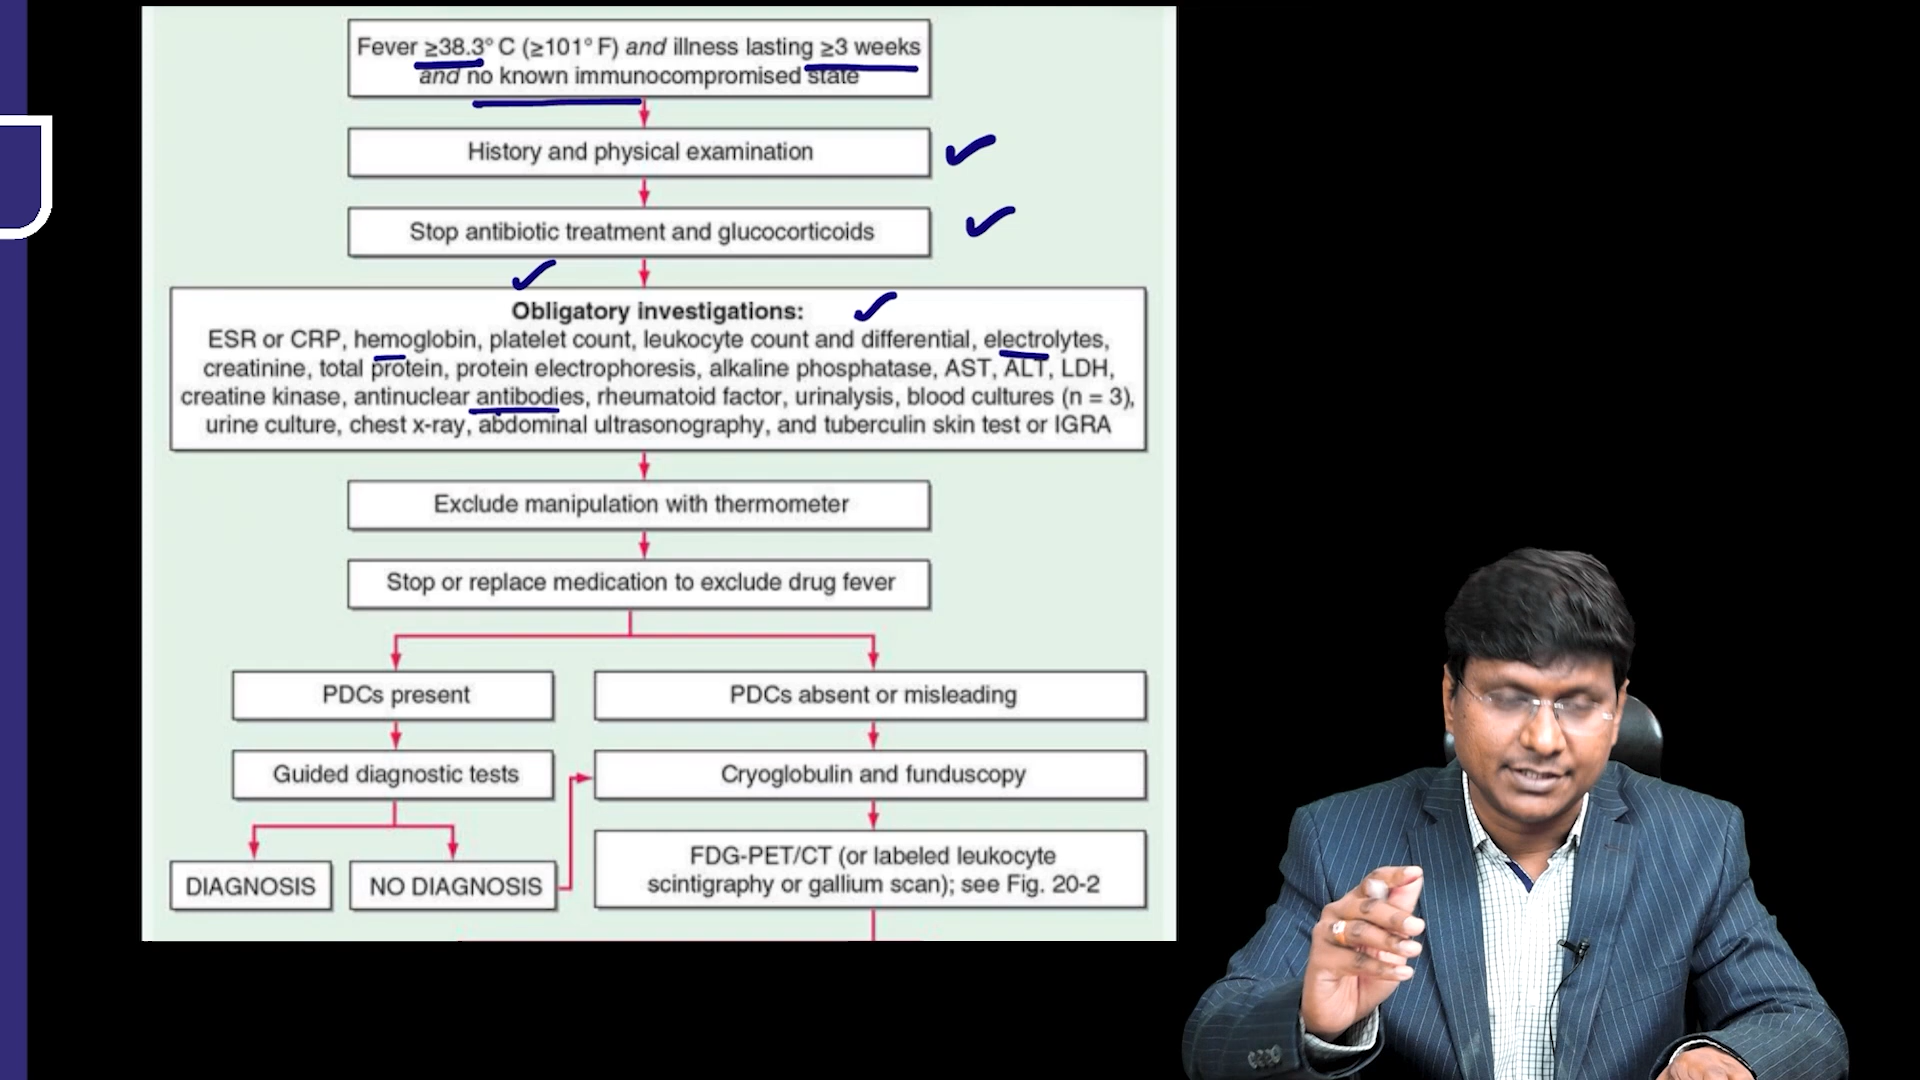 Fever ≥38.3° C (≥101° F) and illness lasting ≥3 weeks
and no known immunocompromised state
History and physical examination
Stop antibiotic treatment and glucocorticoids
Obligatory investigations:
ESR or CRP, hemoglobin, platelet count, leukocyte count and differential, electrolytes,
creatinine, total protein, protein electrophoresis, alkaline phosphatase, AST, ALT, LDH,
creatine kinase, antinuclear antibodies, rheumatoid factor, urinalysis, blood cultures (n = 3),
urine culture, chest x-ray, abdominal ultrasonography, and tuberculin skin test or IGRA
Exclude manipulation with thermometer
Stop or replace medication to exclude drug fever
PDCs present
PDCs absent or misleading
Guided diagnostic tests
Cryoglobulin and funduscopy
DIAGNOSIS
NO DIAGNOSIS
FDG-PET/CT (or labeled leukocyte
scintigraphy or gallium scan); see Fig. 20-2